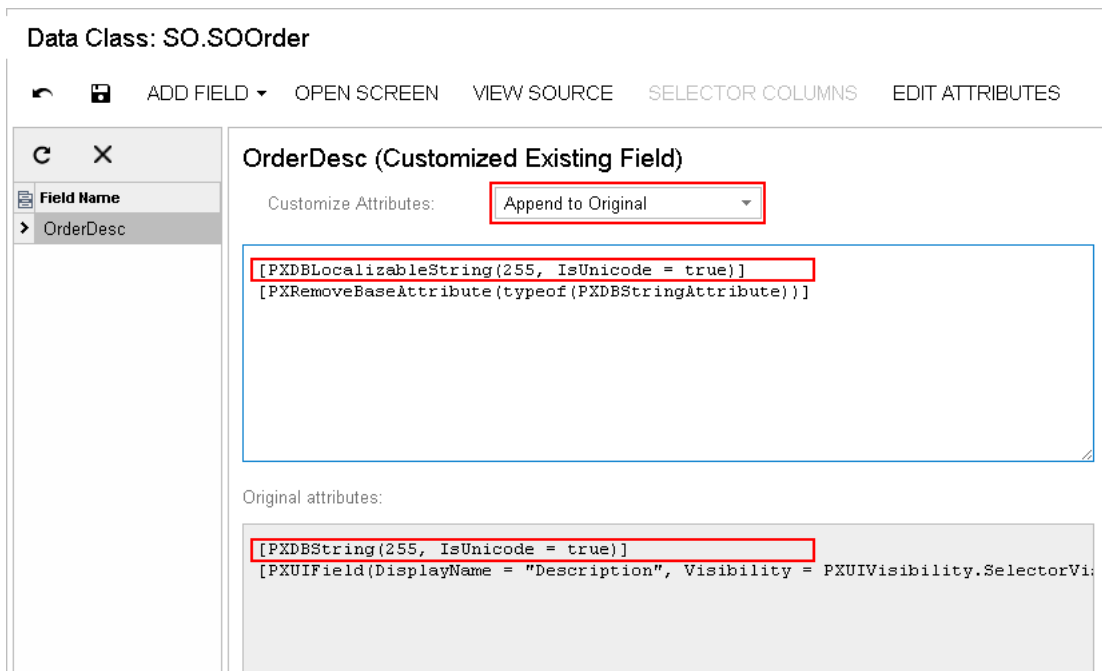 Data Class: SO.SOOrder
ADD FIELD OPEN SCREEN VIEW SOURCE SELECTOR COLUMNS EDIT ATTRIBUTES
OrderDesc (Customized Existing Field)
Field Name
Customize Attributes: Append to Original
OrderDesc
[PXDBLocalizableString(255, IsUnicode = true)]
[PXRemoveBaseAttribute(typeof(PXDBStringAttribute))]
Original attributes:
[PXDBString(255, IsUnicode = true)]
[PXUIField(DisplayName = "Description", Visibility = PXUIVisibility.SelectorVi